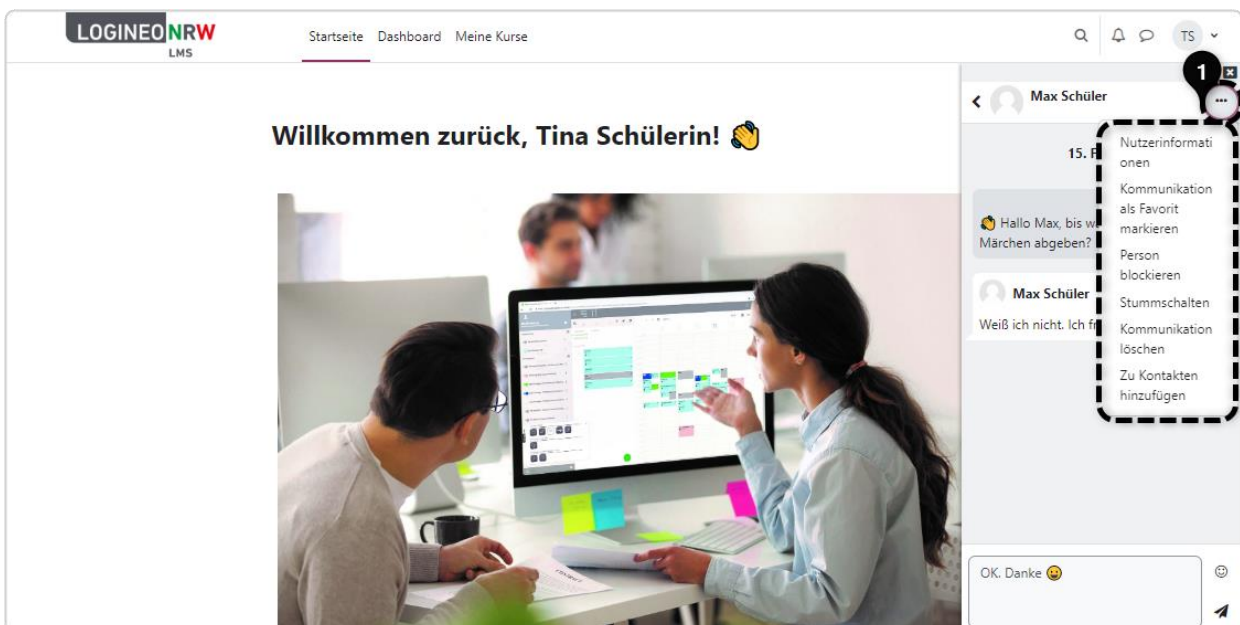 LOGINEO NRW
LMS
Startseite Dashboard Meine Kurse
TS
1
Max Schüler
Willkommen zurück, Tina Schülerin! 👏
15.
Nutzerinformati
onen
Kommunikation
als Favorit
markieren
Person
blockieren
Stummschalten
Kommunikation
löschen
Zu Kontakten
hinzufügen
👏 Hallo Max, bis
Märchen abgeben?
Max Schüler
Weiß ich nicht. Ich
OK. Danke 😀